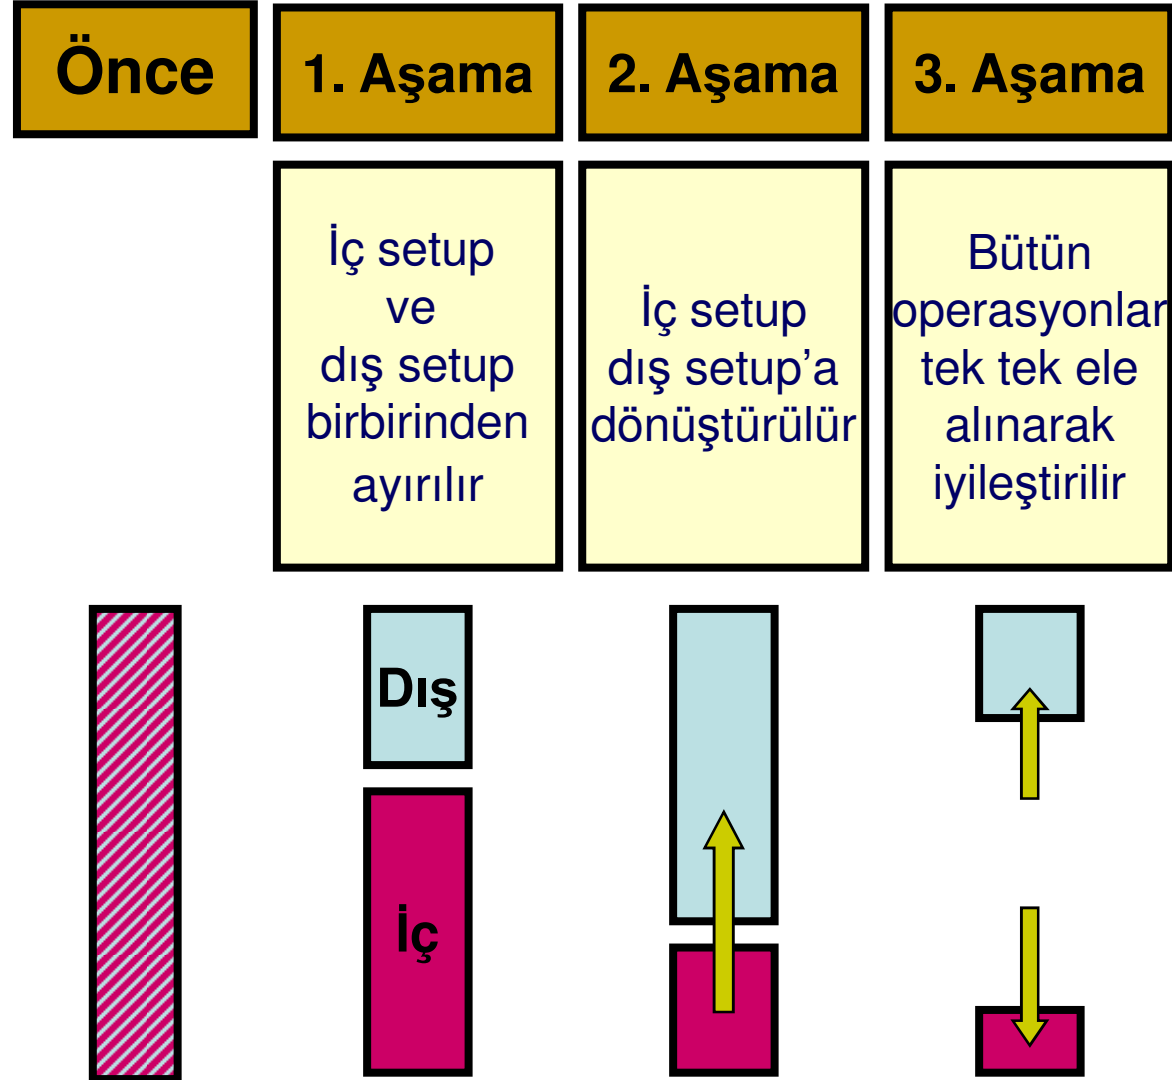 Önce
1. Aşama
2. Aşama
3. Aşama
İç setup
ve
dış setup
birbirinden
ayırılır
İç setup
dış setup’a
dönüştürülür
Bütün
operasyonlar
tek tek ele
alınarak
iyileştirilir
Dış
İç